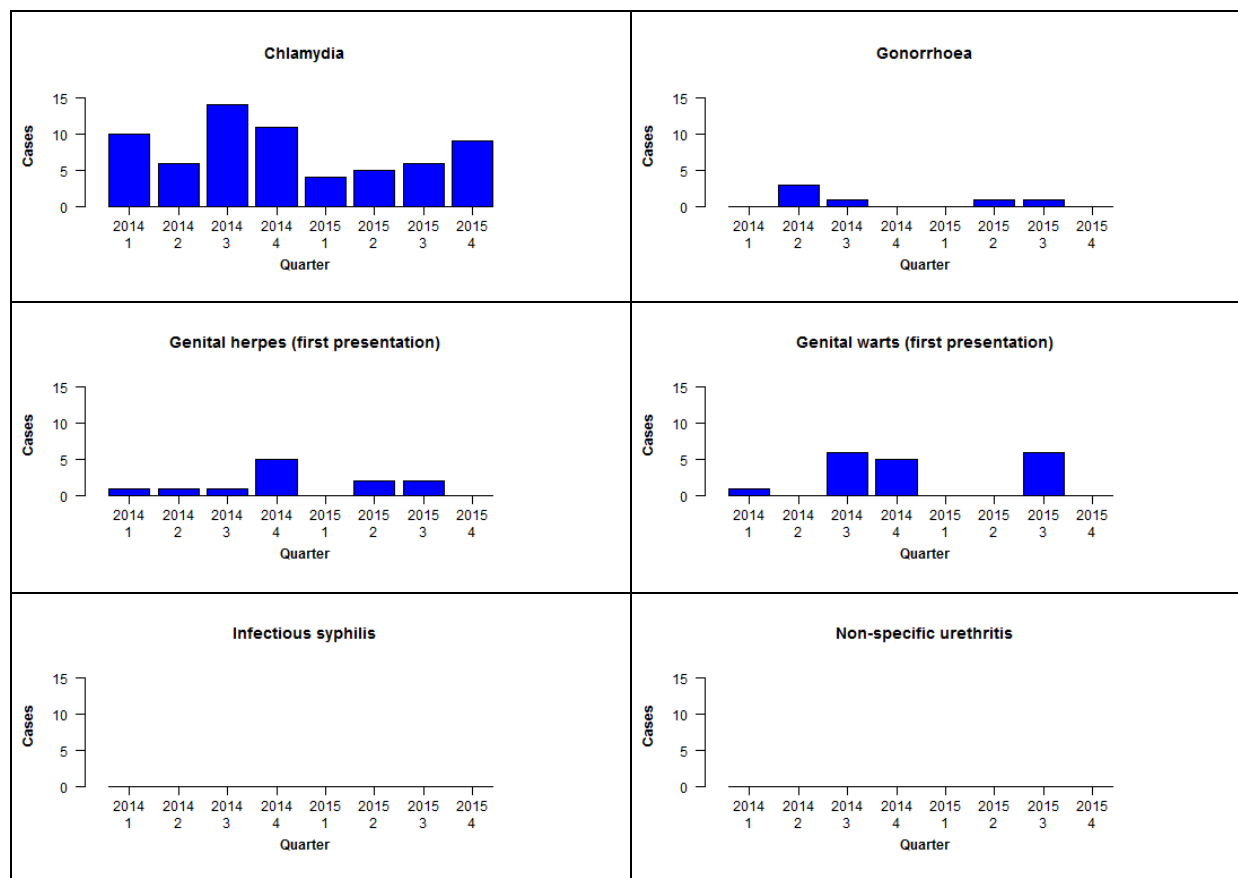 Chlamydia
15
10
5
0
Cases
2014 2014 2014 2014 2015 2015 2015 2015
1 2 3 4 1 2 3 4
Quarter
Gonorrhoea
15
10
5
0
Cases
2014 2014 2014 2014 2015 2015 2015 2015
1 2 3 4 1 2 3 4
Quarter
Genital herpes (first presentation)
15
10
5
0
Cases
2014 2014 2014 2014 2015 2015 2015 2015
1 2 3 4 1 2 3 4
Quarter
Genital warts (first presentation)
15
10
5
0
Cases
2014 2014 2014 2014 2015 2015 2015 2015
1 2 3 4 1 2 3 4
Quarter
Infectious syphilis
15
10
5
0
Cases
2014 2014 2014 2014 2015 2015 2015 2015
1 2 3 4 1 2 3 4
Quarter
Non-specific urethritis
15
10
5
0
Cases
2014 2014 2014 2014 2015 2015 2015 2015
1 2 3 4 1 2 3 4
Quarter